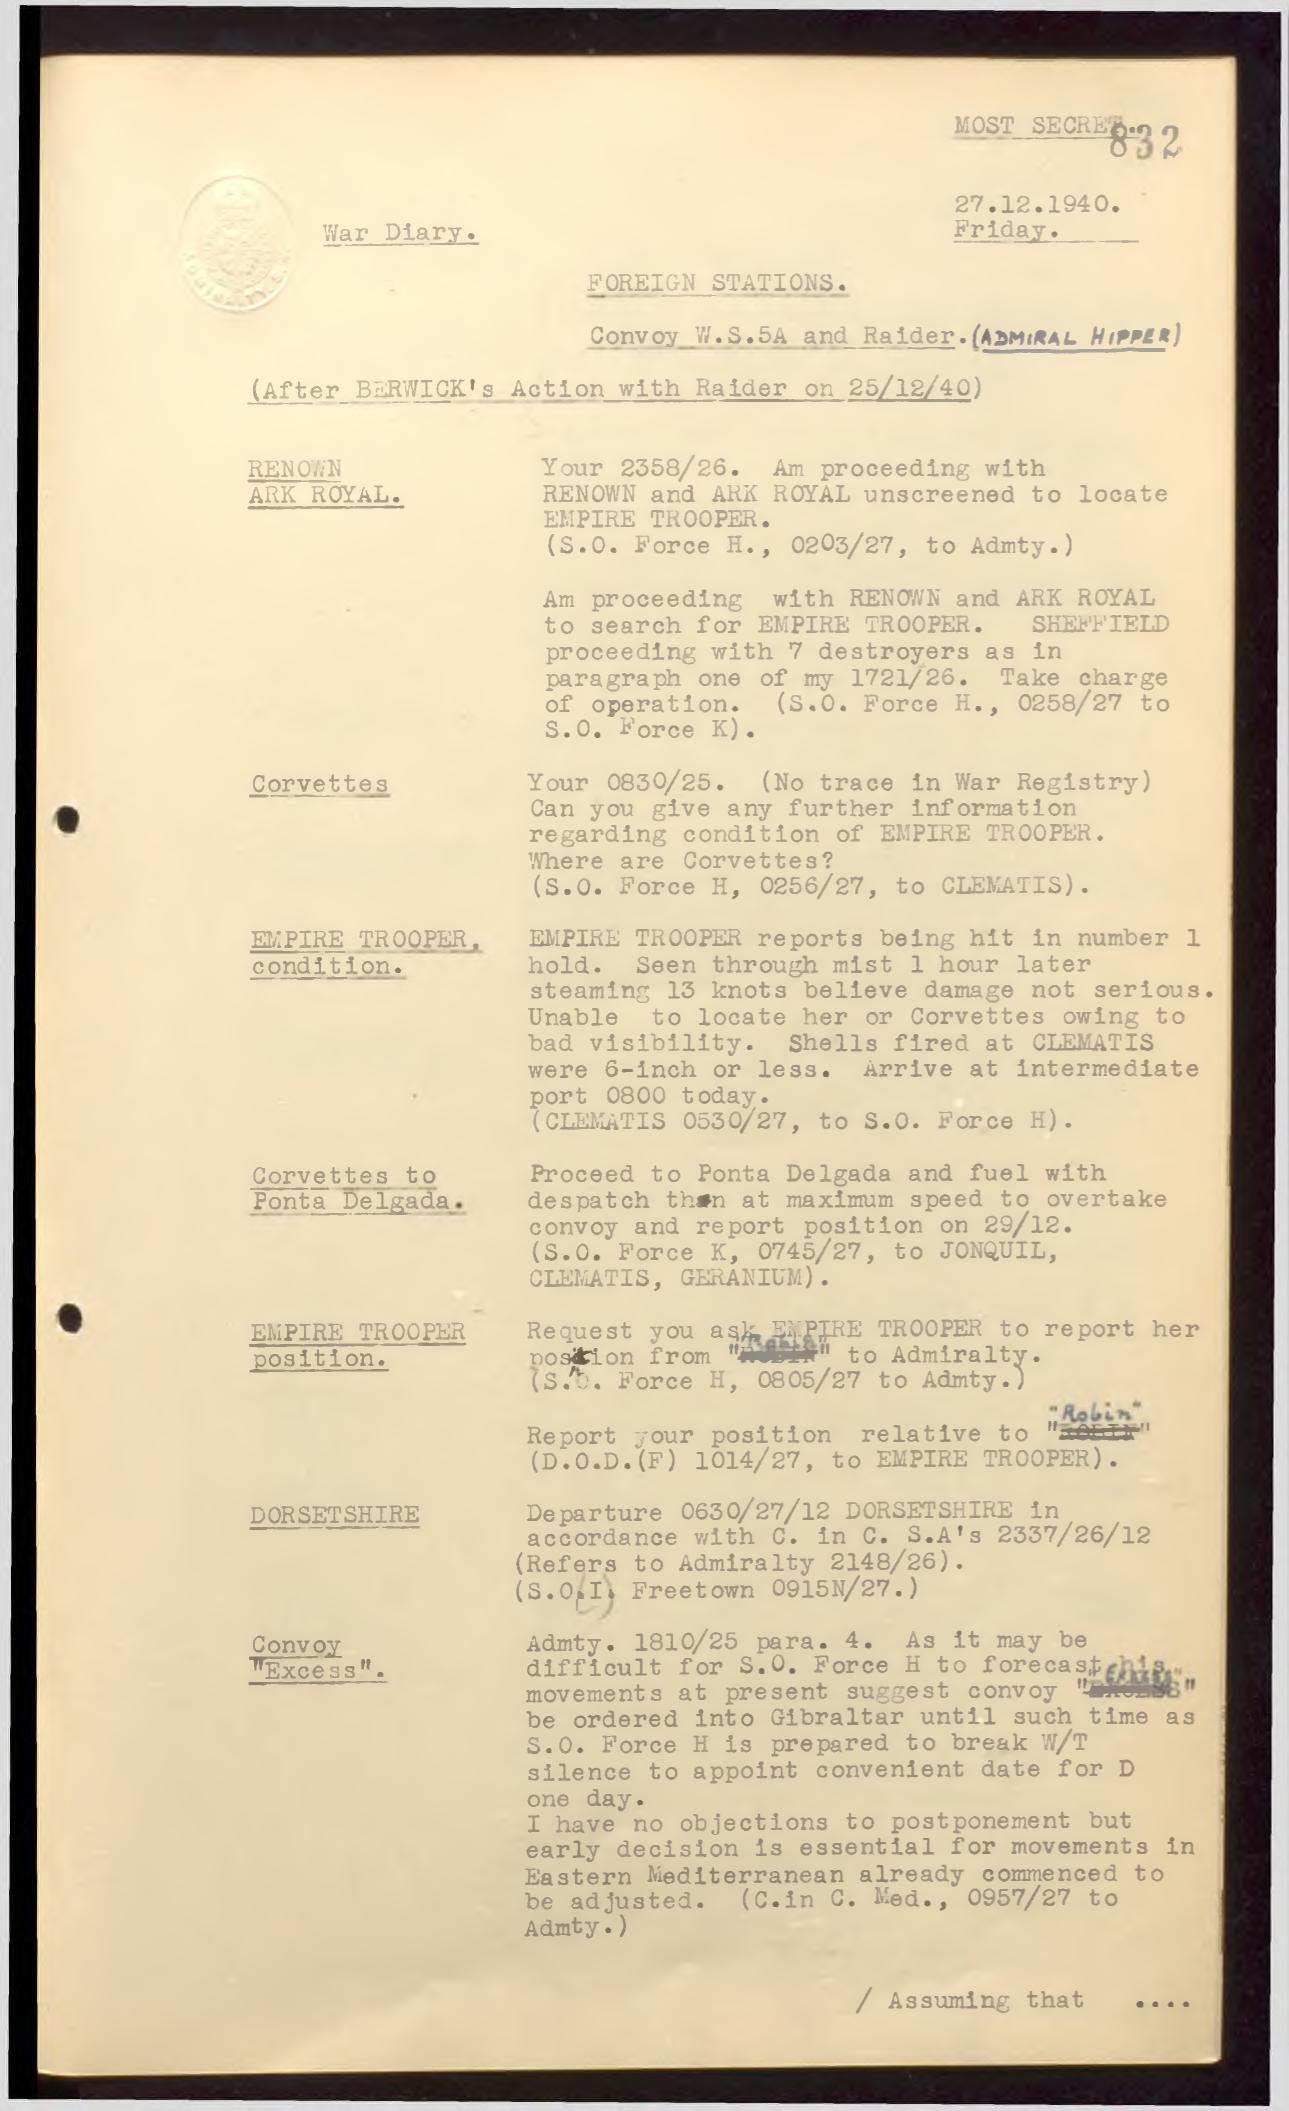 MOST SECRET.
832
27.12.1940.
War Diary.
Friday.
FOREIGN STATIONS.
Convoy W.S.5A and Raider. (ADMIRAL HIPPER)
(After BERWICK's Action with Raider on 25/12/40)
RENOWN
ARK ROYAL.
Your 2358/26. Am proceeding with
RENOWN and ARK ROYAL unscreened to locate
EMPIRE TROOPER.
(S.O. Force H., 0203/27, to Admty.)
Am proceeding with RENOWN and ARK ROYAL
to search for EMPIRE TROOPER. SHEFFIELD
proceeding with 7 destroyers as in
paragraph one of my 1721/26. Take charge
of operation. (S.O. Force H., 0258/27 to
S.O. Force K).
Corvettes
Your 0830/25. (No trace in War Registry)
Can you give any further information
regarding condition of EMPIRE TROOPER.
Where are Corvettes?
(S.O. Force H, 0256/27, to CLEMATIS).
EMPIRE TROOPER.
condition.
EMPIRE TROOPER reports being hit in number 1
hold. Seen through mist 1 hour later
steaming 13 knots believe damage not serious.
Unable to locate her or Corvettes owing to
bad visibility. Shells fired at CLEMATIS
were 6-inch or less. Arrive at intermediate
port 0800 today.
(CLEMATIS 0530/27, to S.O. Force H).
Corvettes to
Ponta Delgada.
Proceed to Ponta Delgada and fuel with
despatch then at maximum speed to overtake
convoy and report position on 29/12.
(S.O. Force K, 0745/27, to JONQUIL,
CLEMATIS, GERANIUM).
EMPIRE TROOPER
position.
Request you ask EMPIRE TROOPER to report her
position from "Robin" to Admiralty.
(S.O. Force H, 0805/27 to Admty.)
"Robin"
Report your position relative to "ROBIN"
(D.O.D.(F) 1014/27, to EMPIRE TROOPER).
DORSETSHIRE
Departure 0630/27/12 DORSETSHIRE in
accordance with C. in C. S.A's 2337/26/12
(Refers to Admiralty 2148/26).
(S.O.(I) Freetown 0915N/27.)
Convoy
"Excess".
Admty. 1810/25 para. 4. As it may be
difficult for S.O. Force H to forecast his
movements at present suggest convoy "Excess"
be ordered into Gibraltar until such time as
S.O. Force H is prepared to break W/T
silence to appoint convenient date for D
one day.
I have no objections to postponement but
early decision is essential for movements in
Eastern Mediterranean already commenced to
be adjusted. (C.in C. Med., 0957/27 to
Admty.)
/ Assuming that ....